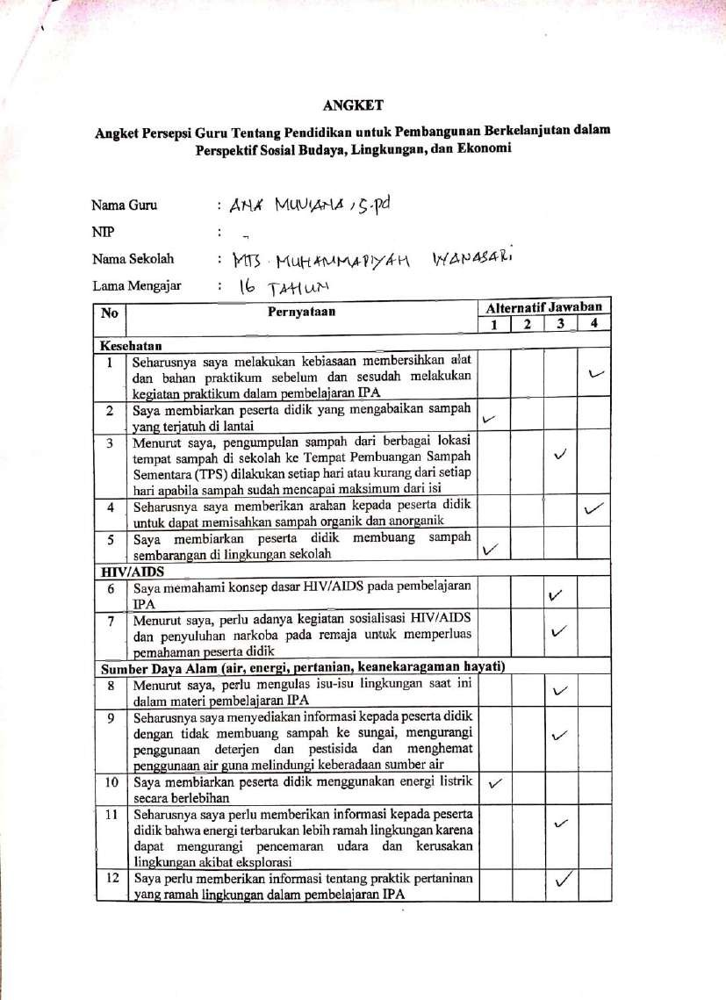 ANGKET
Angket Persepsi Guru Tentang Pendidikan untuk Pembangunan Berkelanjutan dalam
Perspektif Sosial Budaya, Lingkungan, dan Ekonomi
Nama Guru : ANA MUVIANA, S.Pd
NIP : -
Nama Sekolah : MTS MUHAMMADIYAH WANASARI
Lama Mengajar : 16 TAHUN
No Pernyataan Alternatif Jawaban
1 2 3 4
Kesehatan
1 Seharusnya saya melakukan kebiasaan membersihkan alat
dan bahan praktikum sebelum dan sesudah melakukan ✓
kegiatan praktikum dalam pembelajaran IPA
2 Saya membiarkan peserta didik yang mengabaikan sampah ✓
yang terjatuh di lantai
3 Menurut saya, pengumpulan sampah dari berbagai lokasi
tempat sampah di sekolah ke Tempat Pembuangan Sampah ✓
Sementara (TPS) dilakukan setiap hari atau kurang dari setiap
hari apabila sampah sudah mencapai maksimum dari isi
4 Seharusnya saya memberikan arahan kepada peserta didik ✓
untuk dapat memisahkan sampah organik dan anorganik
5 Saya membiarkan peserta didik membuang sampah
sembarangan di lingkungan sekolah ✓
HIV/AIDS
6 Saya memahami konsep dasar HIV/AIDS pada pembelajaran ✓
IPA
7 Menurut saya, perlu adanya kegiatan sosialisasi HIV/AIDS
dan penyuluhan narkoba pada remaja untuk memperluas ✓
pemahaman peserta didik
Sumber Daya Alam (air, energi, pertanian, keanekaragaman hayati)
8 Menurut saya, perlu mengulas isu-isu lingkungan saat ini ✓
dalam materi pembelajaran IPA
9 Seharusnya saya menyediakan informasi kepada peserta didik
dengan tidak membuang sampah ke sungai, mengurangi ✓
penggunaan deterjen dan pestisida dan menghemat
penggunaan air guna melindungi keberadaan sumber air
10 Saya membiarkan peserta didik menggunakan energi listrik ✓
secara berlebihan
11 Seharusnya saya perlu memberikan informasi kepada peserta
didik bahwa energi terbarukan lebih ramah lingkungan karena ✓
dapat mengurangi pencemaran udara dan kerusakan
lingkungan akibat eksplorasi
12 Saya perlu memberikan informasi tentang praktik pertaninan ✓
yang ramah lingkungan dalam pembelajaran IPA